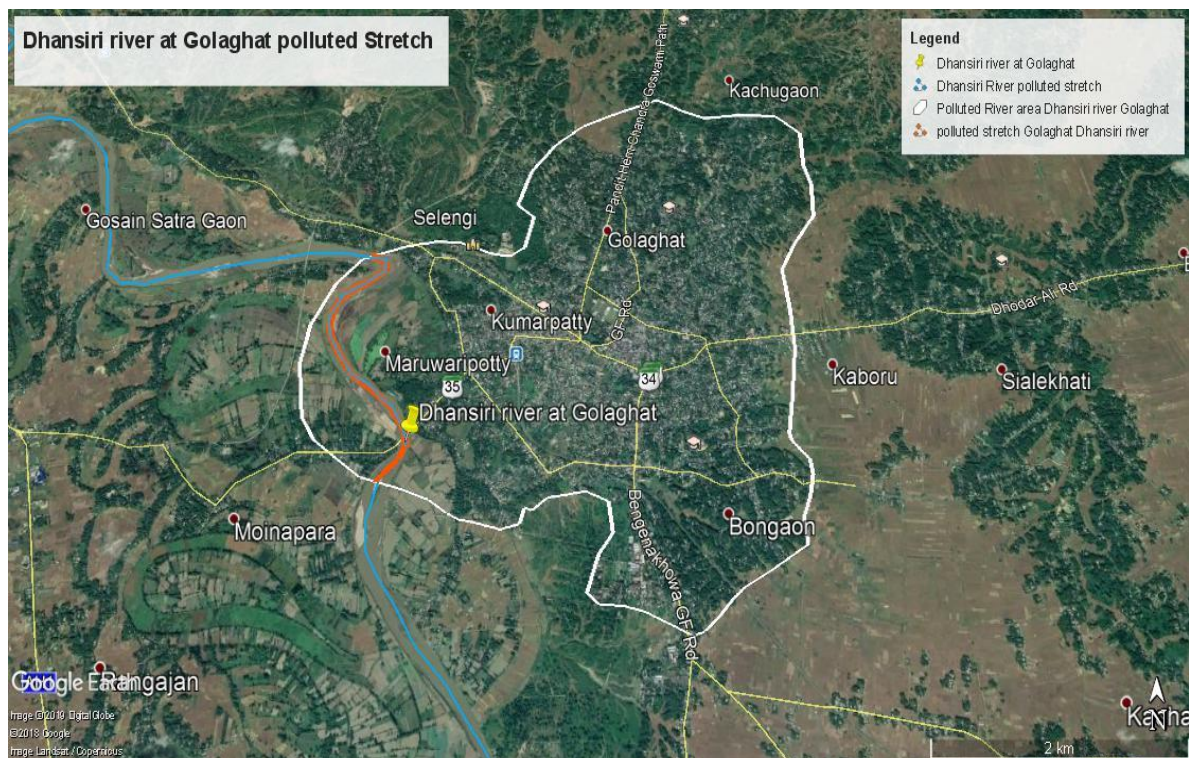 Dhansiri river at Golaghat polluted Stretch
Legend
Dhansiri river at Golaghat
Dhansiri River polluted stretch
Polluted River area Dhansiri river Golaghat
polluted stretch Golaghat Dhansiri river
Kachugaon
Pandit Hem Chandra Goswami Path
Gosain Satra Gaon
Selengi
Golaghat
Dhodar Ali Rd
Kumarpatty
GF Rd
Maruwaripotty
35
34
Kaboru
Sialekhati
Dhansiri river at Golaghat
Moinapara
Bongaon
Bengenakhowa GF Rd
Rangajan
Google Earth
Image © 2019 DigitalGlobe
© 2018 Google
Image Landsat / Copernicus
N
2 km